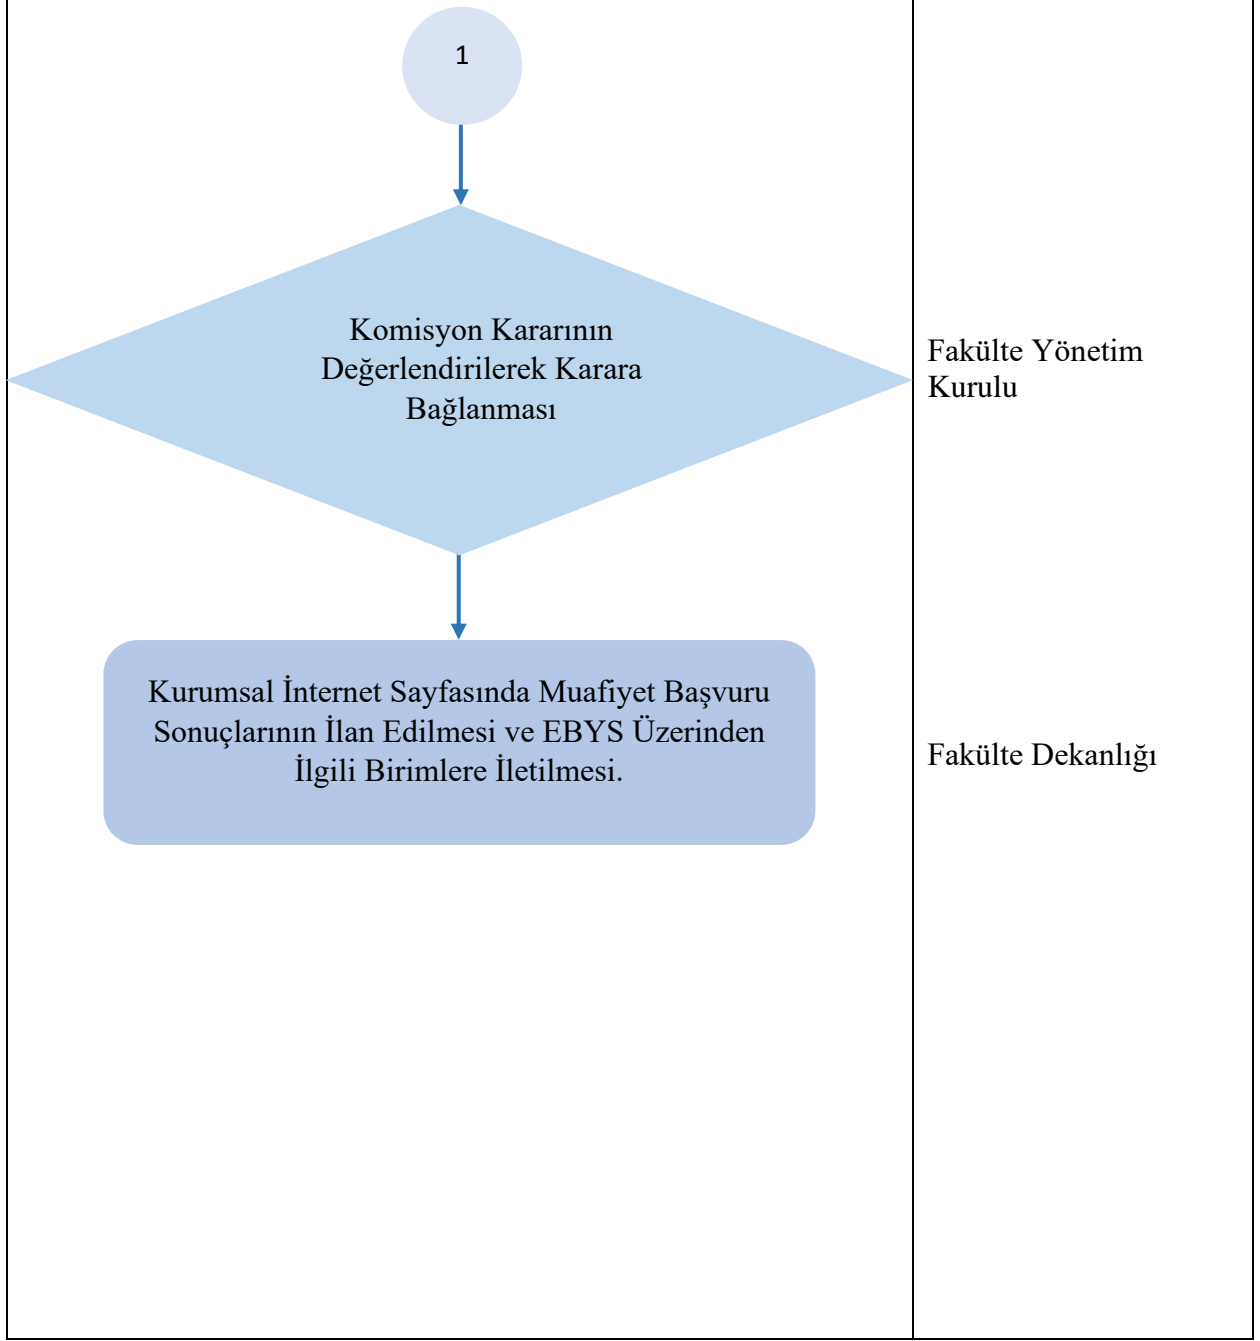 1
Komisyon Kararının
Değerlendirilerek Karara
Bağlanması
Fakülte Yönetim
Kurulu
Kurumsal İnternet Sayfasında Muafiyet Başvuru
Sonuçlarının İlan Edilmesi ve EBYS Üzerinden
İlgili Birimlere İletilmesi.
Fakülte Dekanlığı